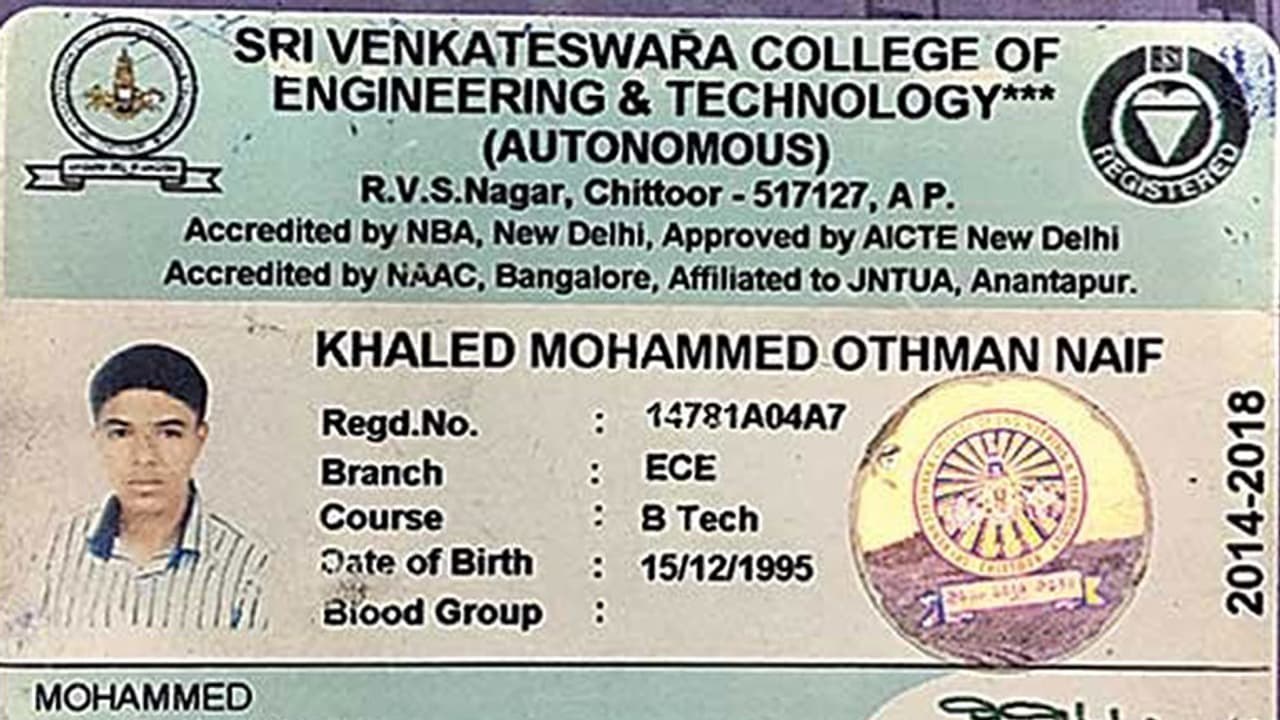 SRI VENKATESWARA COLLEGE OF
ENGINEERING & TECHNOLOGY***
(AUTONOMOUS)
R.V.S.Nagar, Chittoor - 517127, A P.
Accredited by NBA, New Delhi, Approved by AICTE New Delhi
Accredited by NAAC, Bangalore, Affiliated to JNTUA, Anantapur.
REGISTERED
KHALED MOHAMMED OTHMAN NAIF
Regd.No. : 14781A04A7
Branch : ECE
Course : B Tech
Date of Birth : 15/12/1995
Blood Group :
2014-2018
MOHAMMED